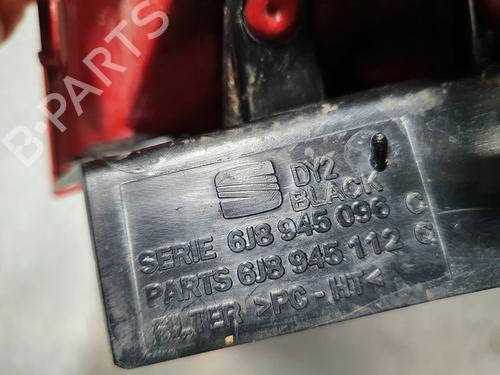 B-PARTS
DY2
BLACK
SERIE 6J8 945 096 C
PARTS 6J8 945 112 C
FILTER >PC-HT<